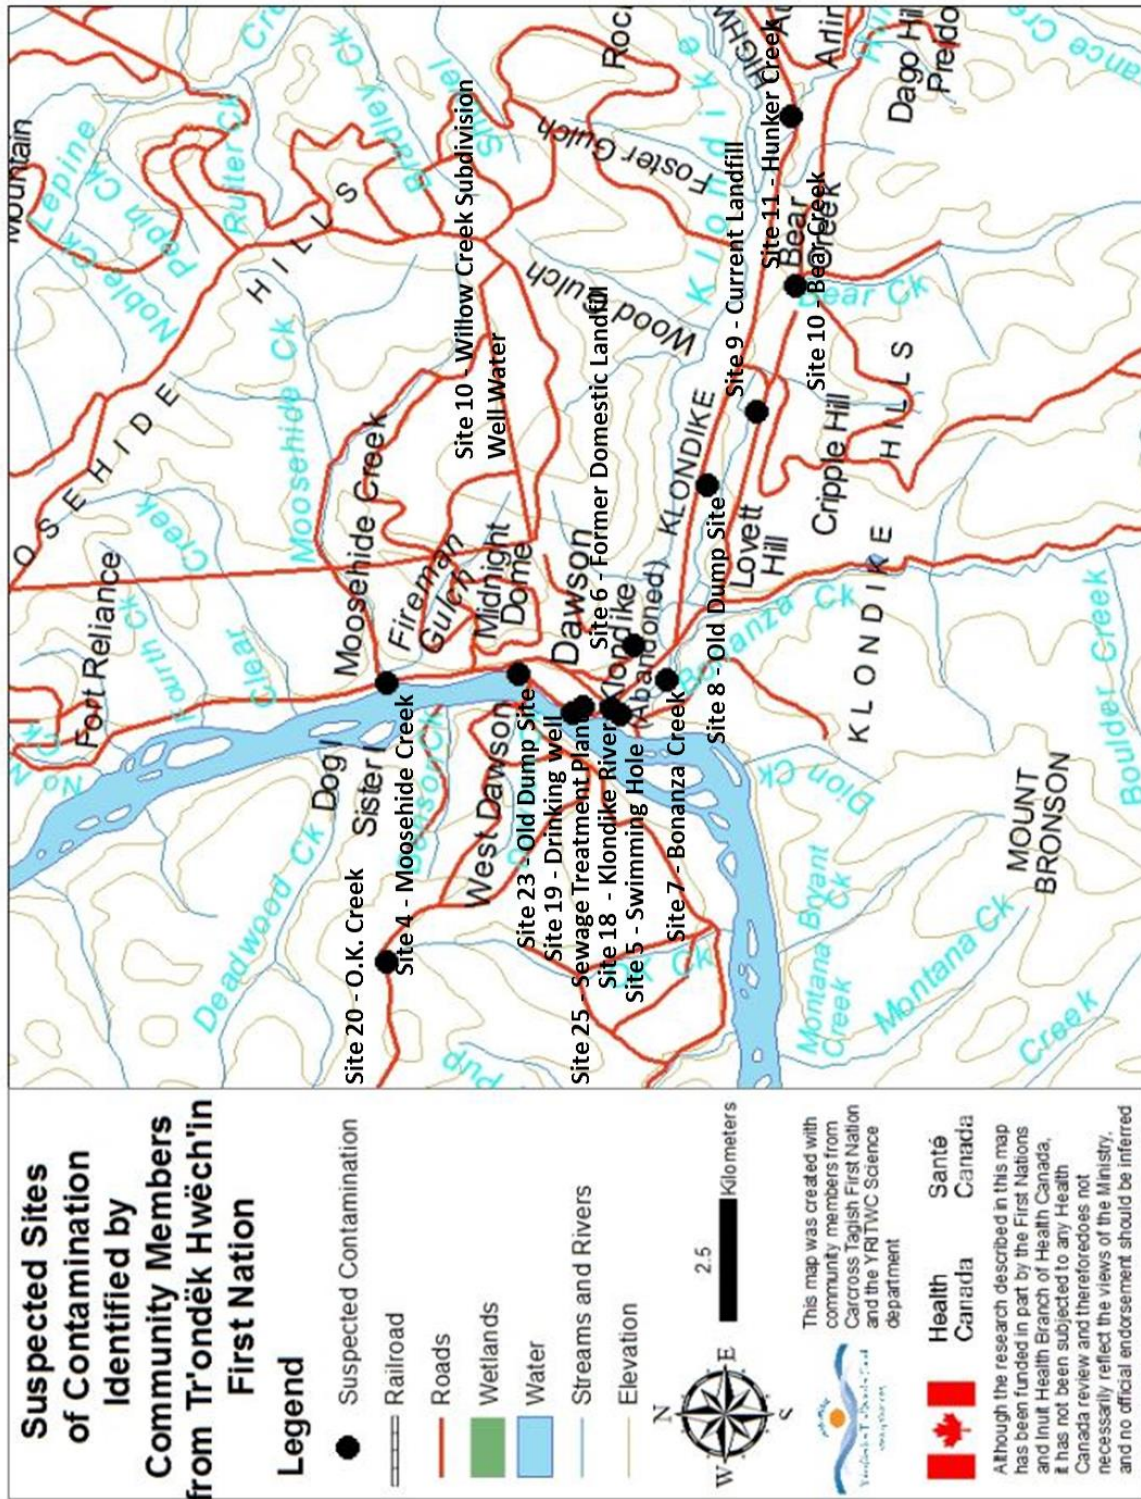 Suspected Sites
of Contamination
Identified by
Community Members
from Tr'ondëk Hwëch'in
First Nation
Legend
Suspected Contamination
Railroad
Roads
Wetlands
Water
Streams and Rivers
Elevation
N
W E
S
2.5
Kilometers
This map was created with
community members from
Carcross Tagish First Nation
and the YRITWC Science
department
Health
Canada
Santé
Canada
Although the research described in this map
has been funded in part by the First Nations
and Inuit Health Branch of Health Canada,
it has not been subjected to any Health
Canada review and thereforedoes not
necessarily reflect the views of the Ministry,
and no official endorsement should be inferred
Mountain
Lepine
Ck
Pepin Ck
Noble Ck
Ruiter Ck
Bradley Ck
OSEHIDE
HILLS
Fort Reliance
Fourth Ck
Clear
Creek
Moosehide Ck
Moosehide Creek
Fireman
Gulch
Midnight
Dome
Dog
Sister
Deadwood Ck
Site 20 - O.K. Creek
Site 4 - Moosehide Creek
West Dawson
Site 10 - Willow Creek Subdivision
Well Water
Foster Gulch
Wood Gulch
Klondike
Dawson
Site 23 - Old Dump Site
Site 19 - Drinking well
Site 25 - Sewage Treatment Plant
Site 18 - Klondike River
Site 5 - Swimming Hole
Site 6 - Former Domestic Landfill
Klondike
(Abandoned)
KLONDIKE
Site 7 - Bonanza Creek
Site 8 - Old Dump Site
Site 9 - Current Landfill
Site 11 - Hunker Creek
Bear
Creek
Site 10 - Bear Creek
Bear Ck
Lovett
Hill
Cripple Hill
Bonanza Ck
KLONDIKE
HILLS
Dion Ck
MOUNT
BRONSON
Boulder Creek
Montana Bryant
Creek Ck
Montana Ck
Creek
Pup
Dago Hill